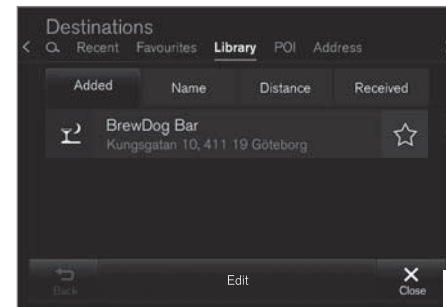 Destinations
Recent Favourites Library POI Address
Added Name Distance Received
BrewDog Bar
Kungsgatan 10, 411 19 Göteborg
Back Edit Close